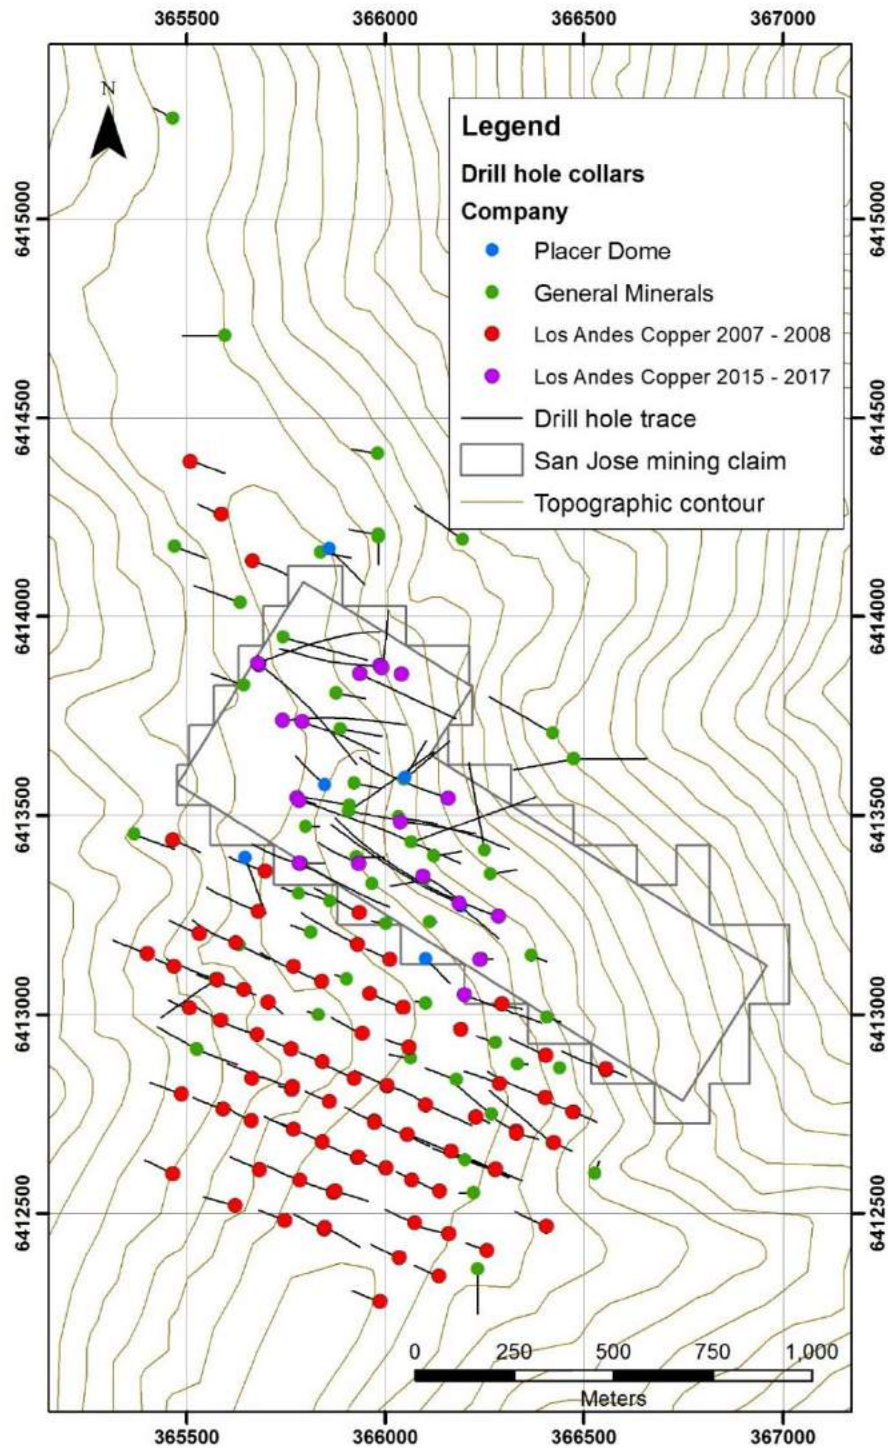 365500 366000 366500 367000
N
Legend
Drill hole collars
Company
Placer Dome
General Minerals
Los Andes Copper 2007 - 2008
Los Andes Copper 2015 - 2017
Drill hole trace
San Jose mining claim
Topographic contour
6415000 6415000
6414500 6414500
6414000 6414000
6413500 6413500
6413000 6413000
6412500 6412500
0 250 500 750 1,000
Meters
365500 366000 366500 367000